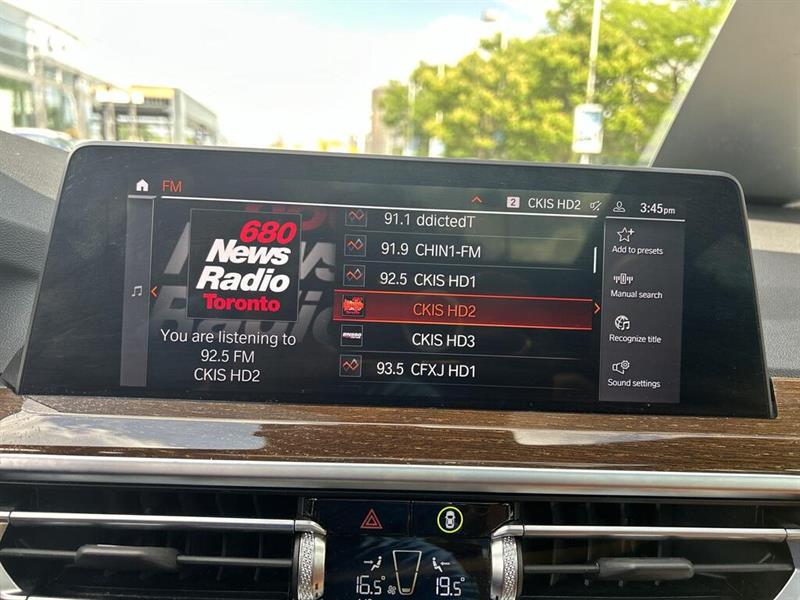 FM
2 CKIS HD2
3:45pm
680
News
Radio
Toronto
You are listening to
92.5 FM
CKIS HD2
91.1 ddictedT
91.9 CHIN1-FM
92.5 CKIS HD1
CKIS HD2
CKIS HD3
93.5 CFXJ HD1
Add to presets
Manual search
Recognize title
Sound settings
16.5°
19.5°